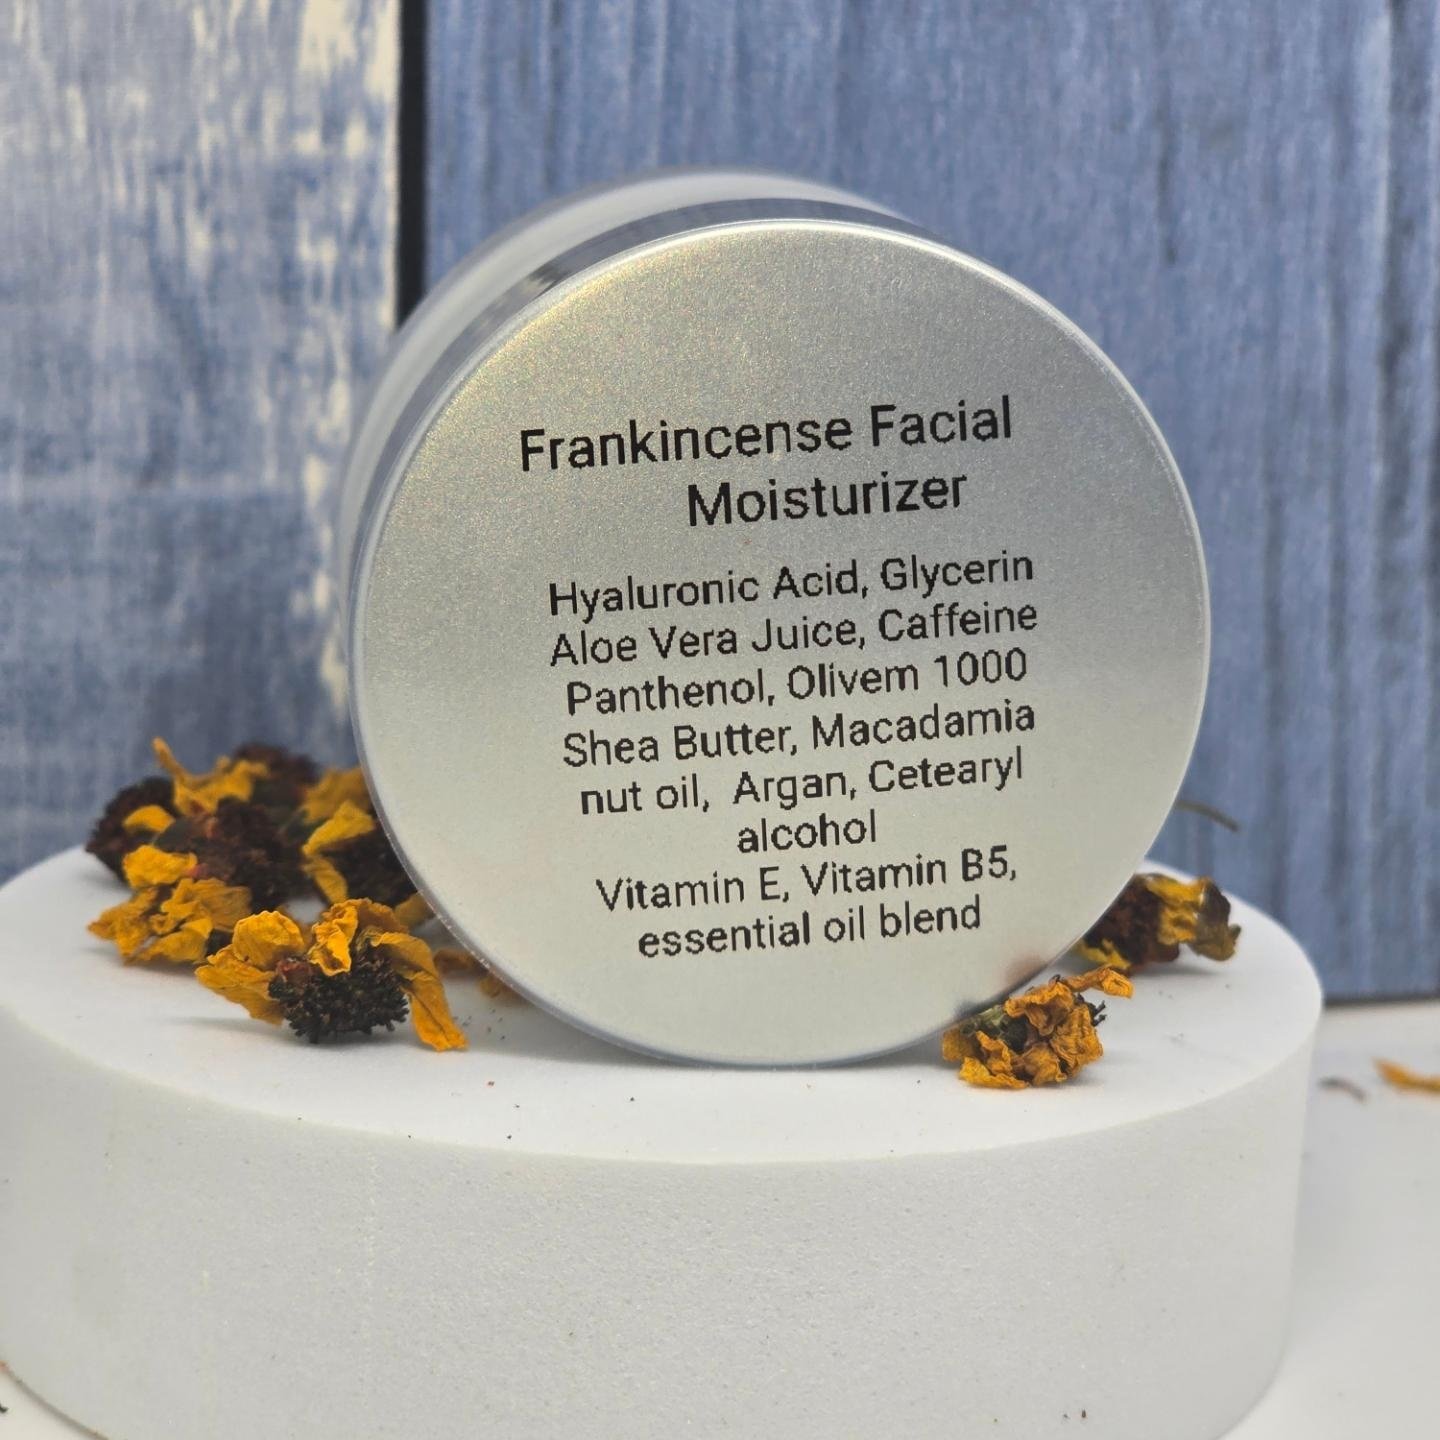 Frankincense Facial
Moisturizer
Hyaluronic Acid, Glycerin
Aloe Vera Juice, Caffeine
Panthenol, Olivem 1000
Shea Butter, Macadamia
nut oil, Argan, Cetearyl
alcohol
Vitamin E, Vitamin B5,
essential oil blend